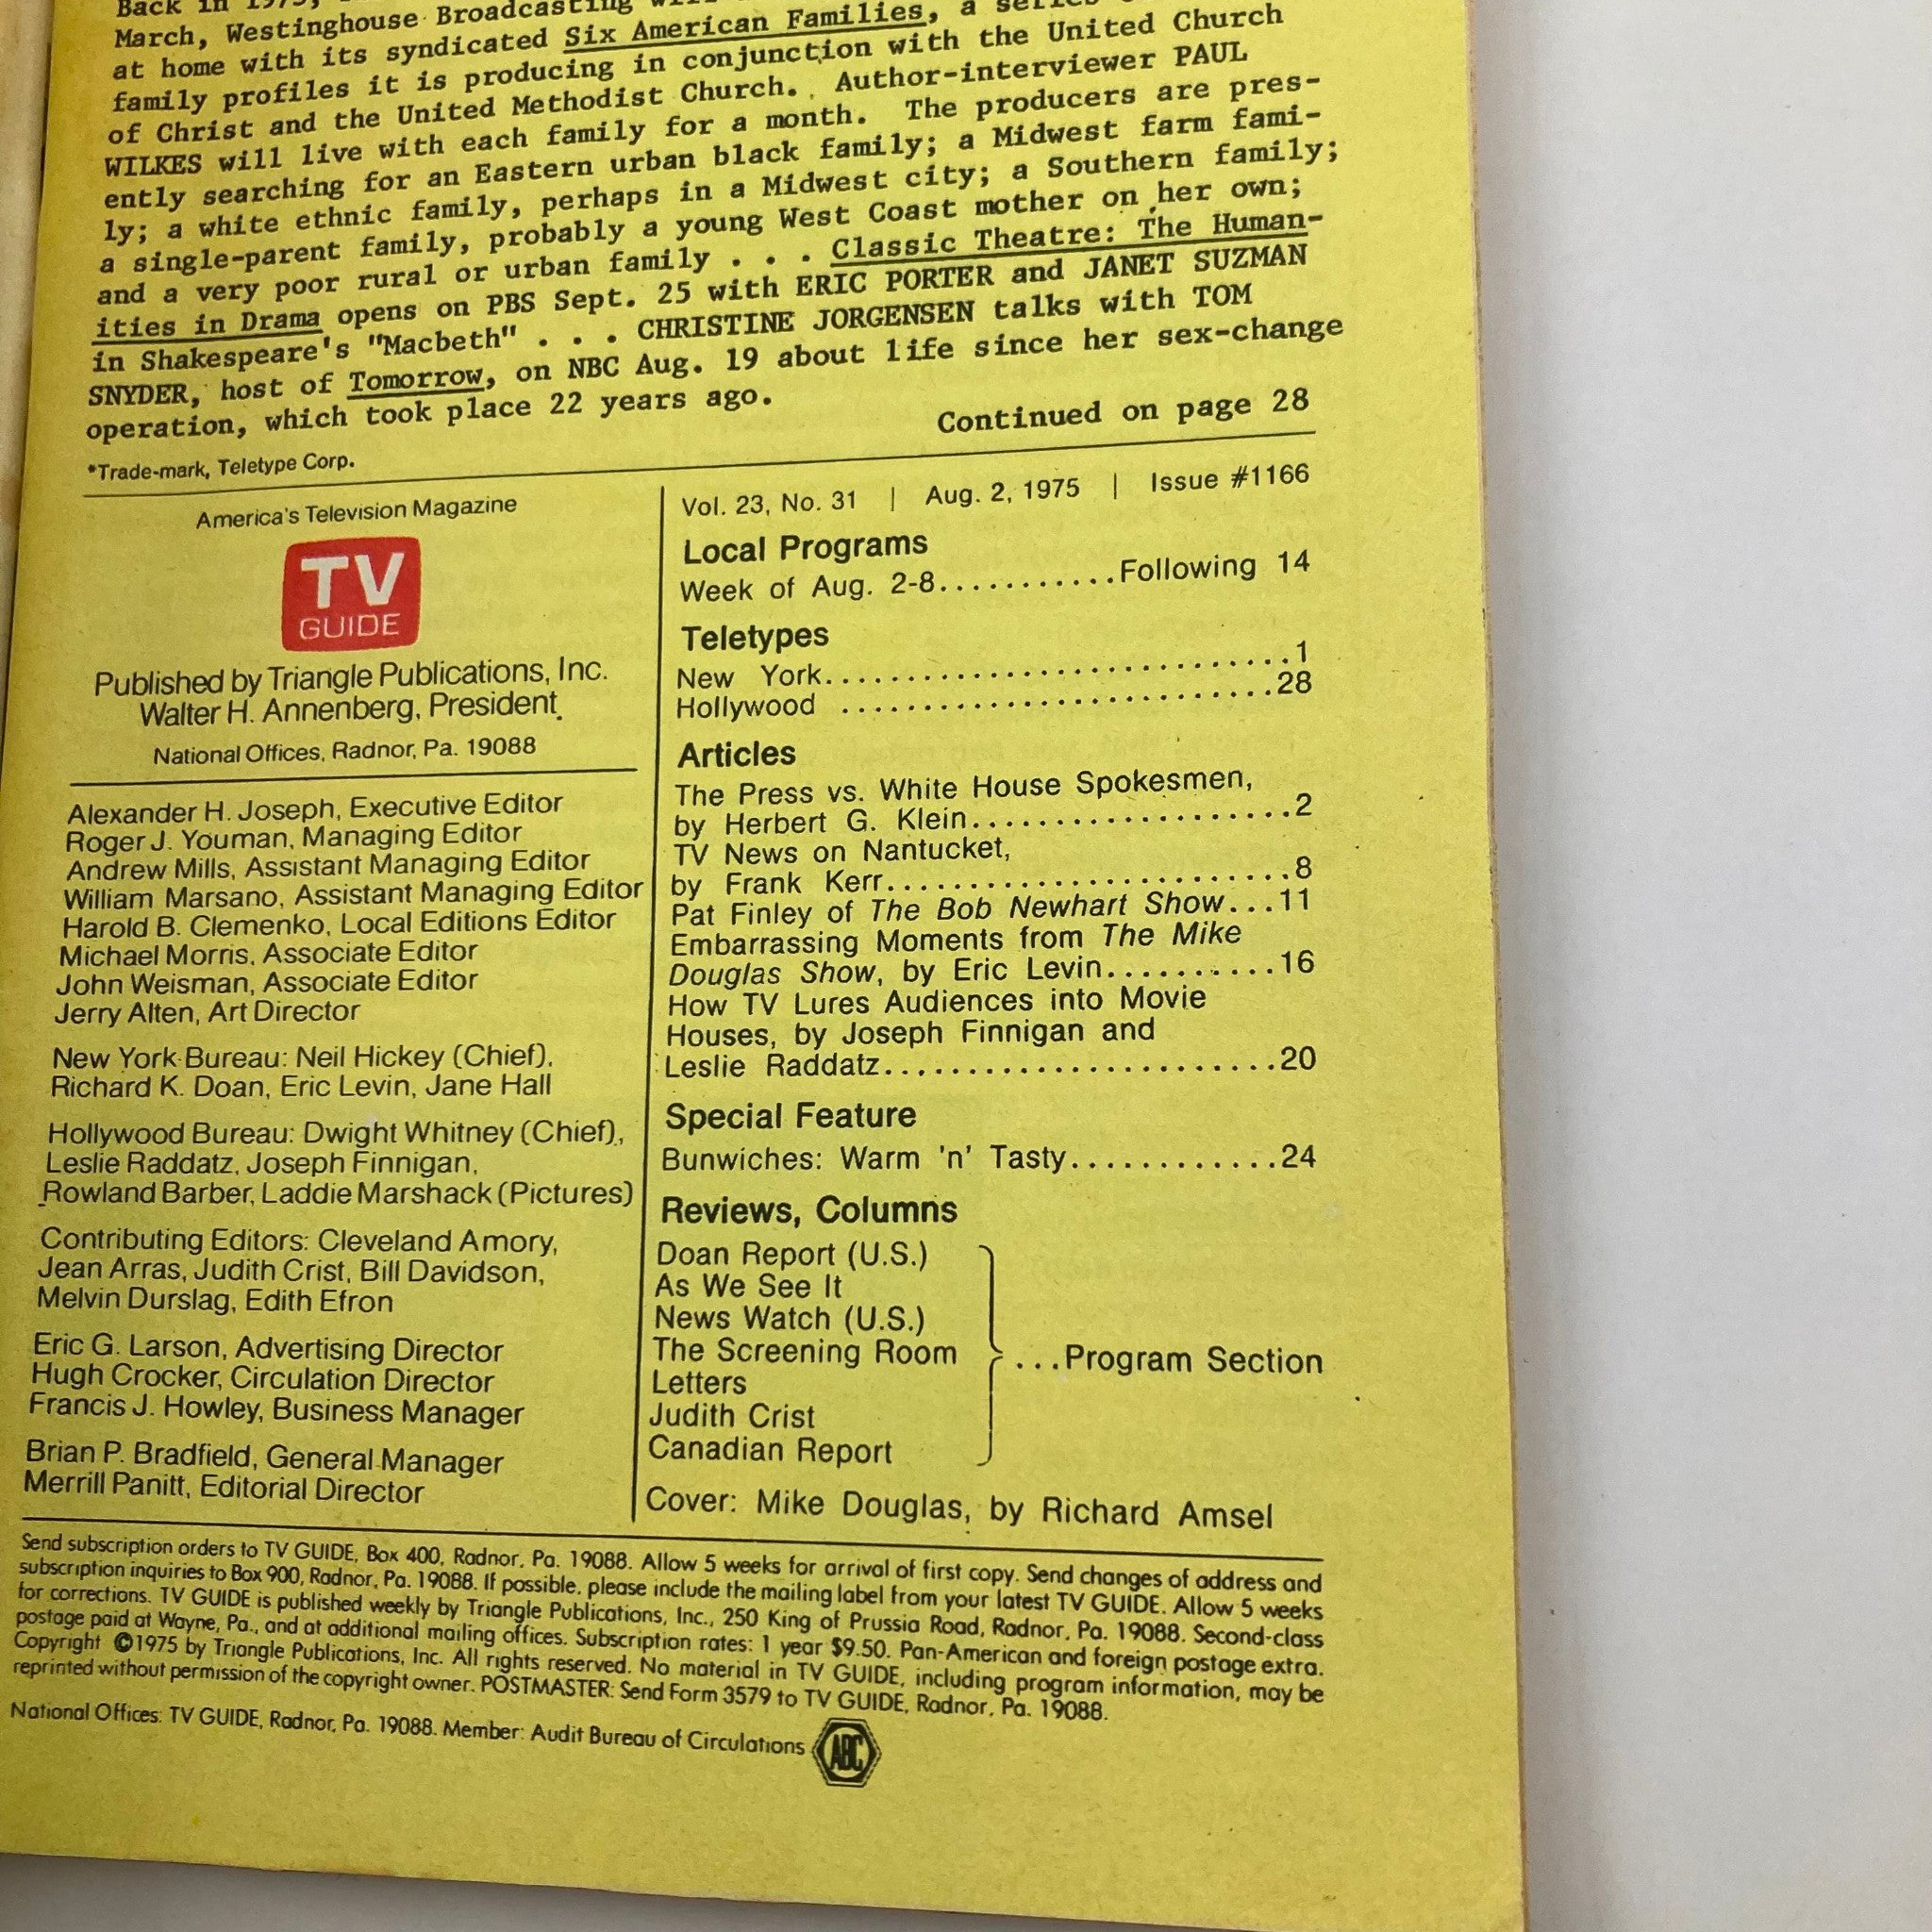 Back in
March, Westinghouse Broadcasting
at home with its syndicated Six American Families, a
family profiles it is producing in conjunction with the United Church
of Christ and the United Methodist Church. Author-interviewer PAUL
WILKES will live with each family for a month. The producers are pres-
ently searching for an Eastern urban black family; a Midwest farm fami-
ly; a white ethnic family, perhaps in a Midwest city; a Southern family;
a single-parent family, probably a young West Coast mother on her own;
and a very poor rural or urban family . . . Classic Theatre: The Human-
ities in Drama opens on PBS Sept. 25 with ERIC PORTER and JANET SUZMAN
in Shakespeare's "Macbeth" . . . CHRISTINE JORGENSEN talks with TOM
SNYDER, host of Tomorrow, on NBC Aug. 19 about life since her sex-change
operation, which took place 22 years ago.
Continued on page 28
*Trade-mark, Teletype Corp.
America's Television Magazine
TV
GUIDE
Published by Triangle Publications, Inc.
Walter H. Annenberg, President
National Offices, Radnor, Pa. 19088
Alexander H. Joseph, Executive Editor
Roger J. Youman, Managing Editor
Andrew Mills, Assistant Managing Editor
William Marsano, Assistant Managing Editor
Harold B. Clemenko, Local Editions Editor
Michael Morris, Associate Editor
John Weisman, Associate Editor
Jerry Alten, Art Director
New York Bureau: Neil Hickey (Chief),
Richard K. Doan, Eric Levin, Jane Hall
Hollywood Bureau: Dwight Whitney (Chief),
Leslie Raddatz, Joseph Finnigan,
Rowland Barber, Laddie Marshack (Pictures)
Contributing Editors: Cleveland Amory,
Jean Arras, Judith Crist, Bill Davidson,
Melvin Durslag, Edith Efron
Eric G. Larson, Advertising Director
Hugh Crocker, Circulation Director
Francis J. Howley, Business Manager
Brian P. Bradfield, General Manager
Merrill Panitt, Editorial Director
Vol. 23, No. 31 | Aug. 2, 1975 | Issue #1166
Local Programs
Week of Aug. 2-8...........Following 14
Teletypes
New York.............................1
Hollywood ..........................28
Articles
The Press vs. White House Spokesmen,
by Herbert G. Klein...................2
TV News on Nantucket,
by Frank Kerr........................8
Pat Finley of The Bob Newhart Show...11
Embarrassing Moments from The Mike
Douglas Show, by Eric Levin..........16
How TV Lures Audiences into Movie
Houses, by Joseph Finnigan and
Leslie Raddatz.......................20
Special Feature
Bunwiches: Warm 'n' Tasty............24
Reviews, Columns
Doan Report (U.S.)
As We See It
News Watch (U.S.)
The Screening Room
Letters
Judith Crist
Canadian Report
...Program Section
Cover: Mike Douglas, by Richard Amsel
Send subscription orders to TV GUIDE, Box 400, Radnor, Pa. 19088. Allow 5 weeks for arrival of first copy. Send changes of address and
subscription inquiries to Box 900, Radnor, Pa. 19088. If possible, please include the mailing label from your latest TV GUIDE. Allow 5 weeks
for corrections. TV GUIDE is published weekly by Triangle Publications, Inc., 250 King of Prussia Road, Radnor, Pa. 19088. Second-class
postage paid at Wayne, Pa., and at additional mailing offices. Subscription rates: 1 year $9.50. Pan-American and foreign postage extra.
Copyright ©1975 by Triangle Publications, Inc. All rights reserved. No material in TV GUIDE, including program information, may be
reprinted without permission of the copyright owner. POSTMASTER: Send Form 3579 to TV GUIDE, Radnor, Pa. 19088.
National Offices: TV GUIDE, Radnor, Pa. 19088. Member: Audit Bureau of Circulations ABC